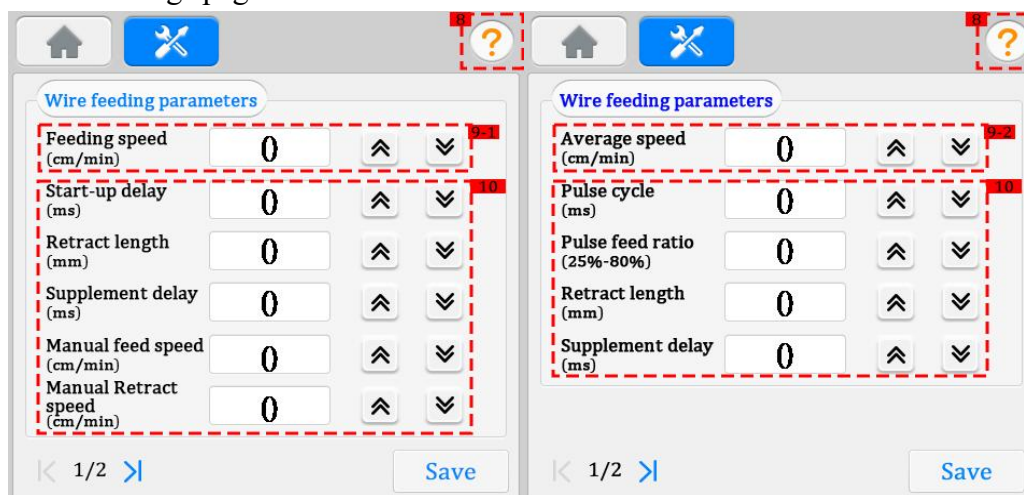 8
?
Wire feeding parameters
9-1
Feeding speed
(cm/min)
0
10
Start-up delay
(ms)
0
Retract length
(mm)
0
Supplement delay
(ms)
0
Manual feed speed
(cm/min)
0
Manual Retract
speed
(cm/min)
0
1/2
Save
8
?
Wire feeding parameters
9-2
Average speed
(cm/min)
0
10
Pulse cycle
(ms)
0
Pulse feed ratio
(25%-80%)
0
Retract length
(mm)
0
Supplement delay
(ms)
0
1/2
Save